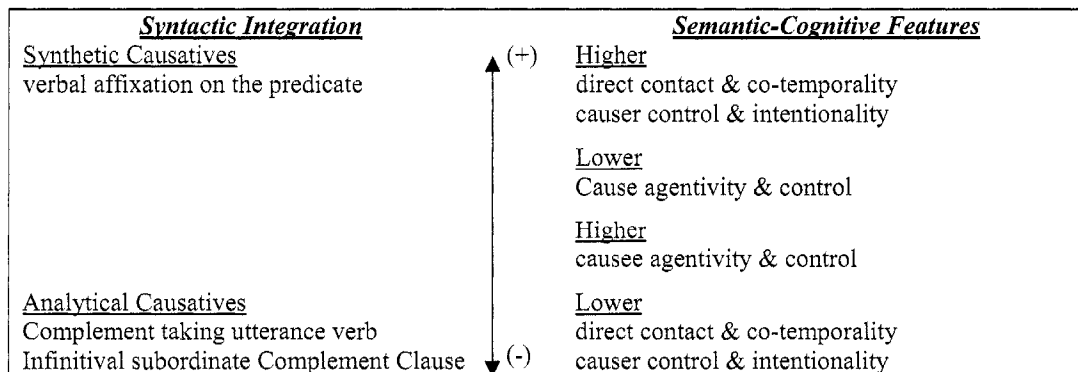 Syntactic Integration Semantic-Cognitive Features
Synthetic Causatives (+) Higher
verbal affixation on the predicate direct contact & co-temporality
causer control & intentionality
Lower
Cause agentivity & control
Higher
causee agentivity & control
Analytical Causatives Lower
Complement taking utterance verb direct contact & co-temporality
Infinitival subordinate Complement Clause (-) causer control & intentionality